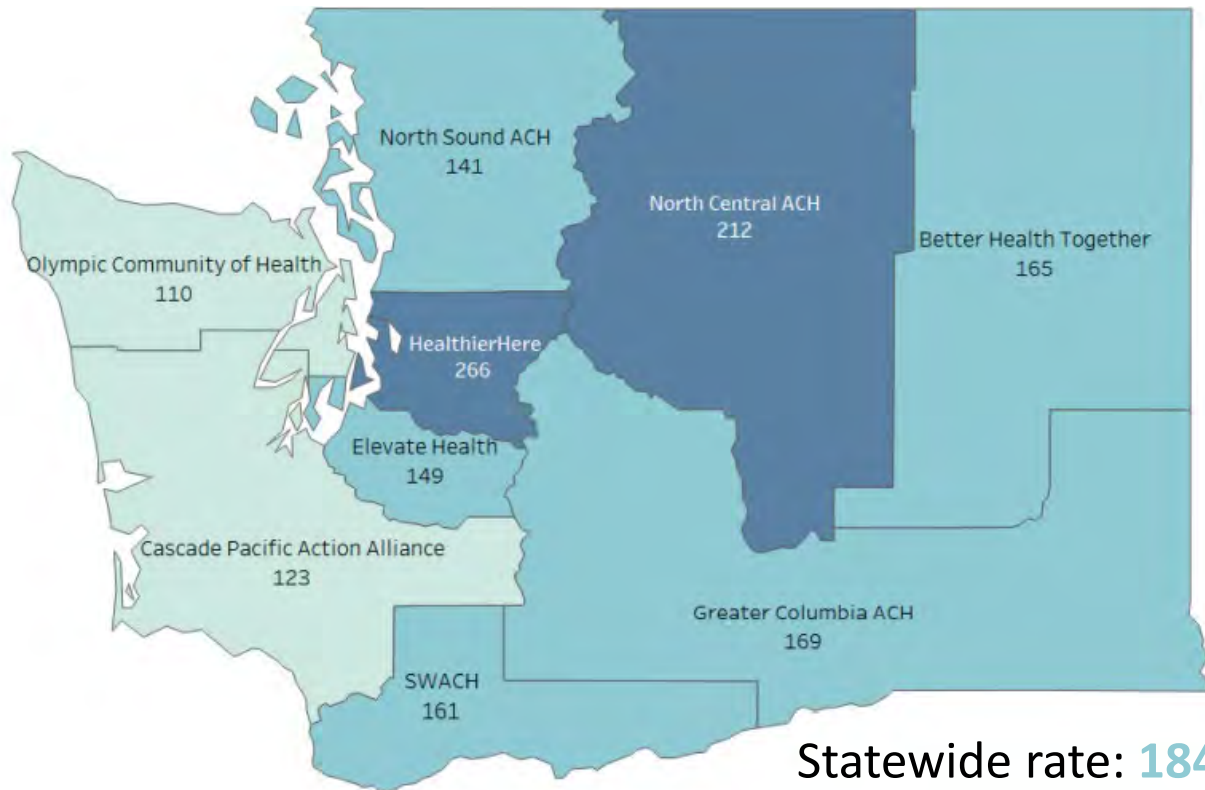 North Sound ACH
141
North Central ACH
212
Better Health Together
165
Olympic Community of Health
110
HealthierHere
266
Elevate Health
149
Cascade Pacific Action Alliance
123
Greater Columbia ACH
169
SWACH
161
Statewide rate: 184